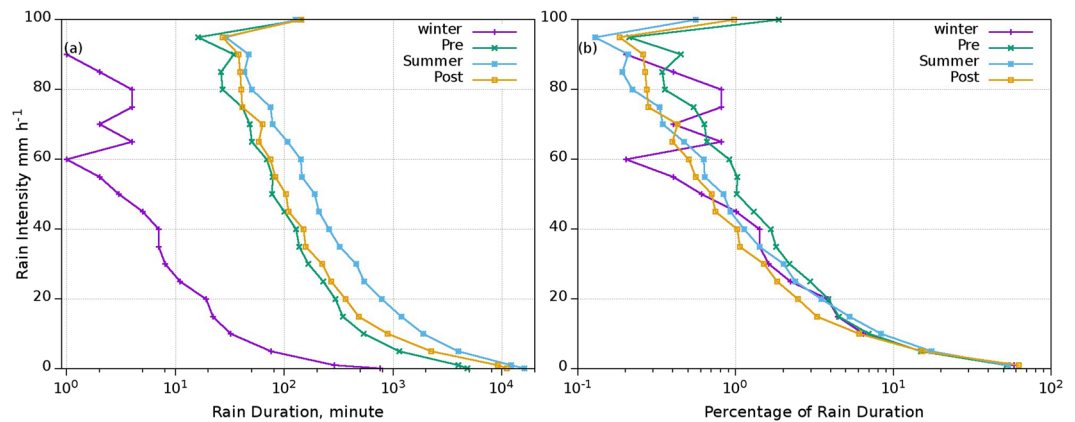 100
80
60
40
20
0
Rain Intensity mm h⁻¹
(a)
winter
Pre
Summer
Post
10⁰ 10¹ 10² 10³ 10⁴
Rain Duration, minute
100
80
60
40
20
0
(b)
winter
Pre
Summer
Post
10⁻¹ 10⁰ 10¹ 10²
Percentage of Rain Duration